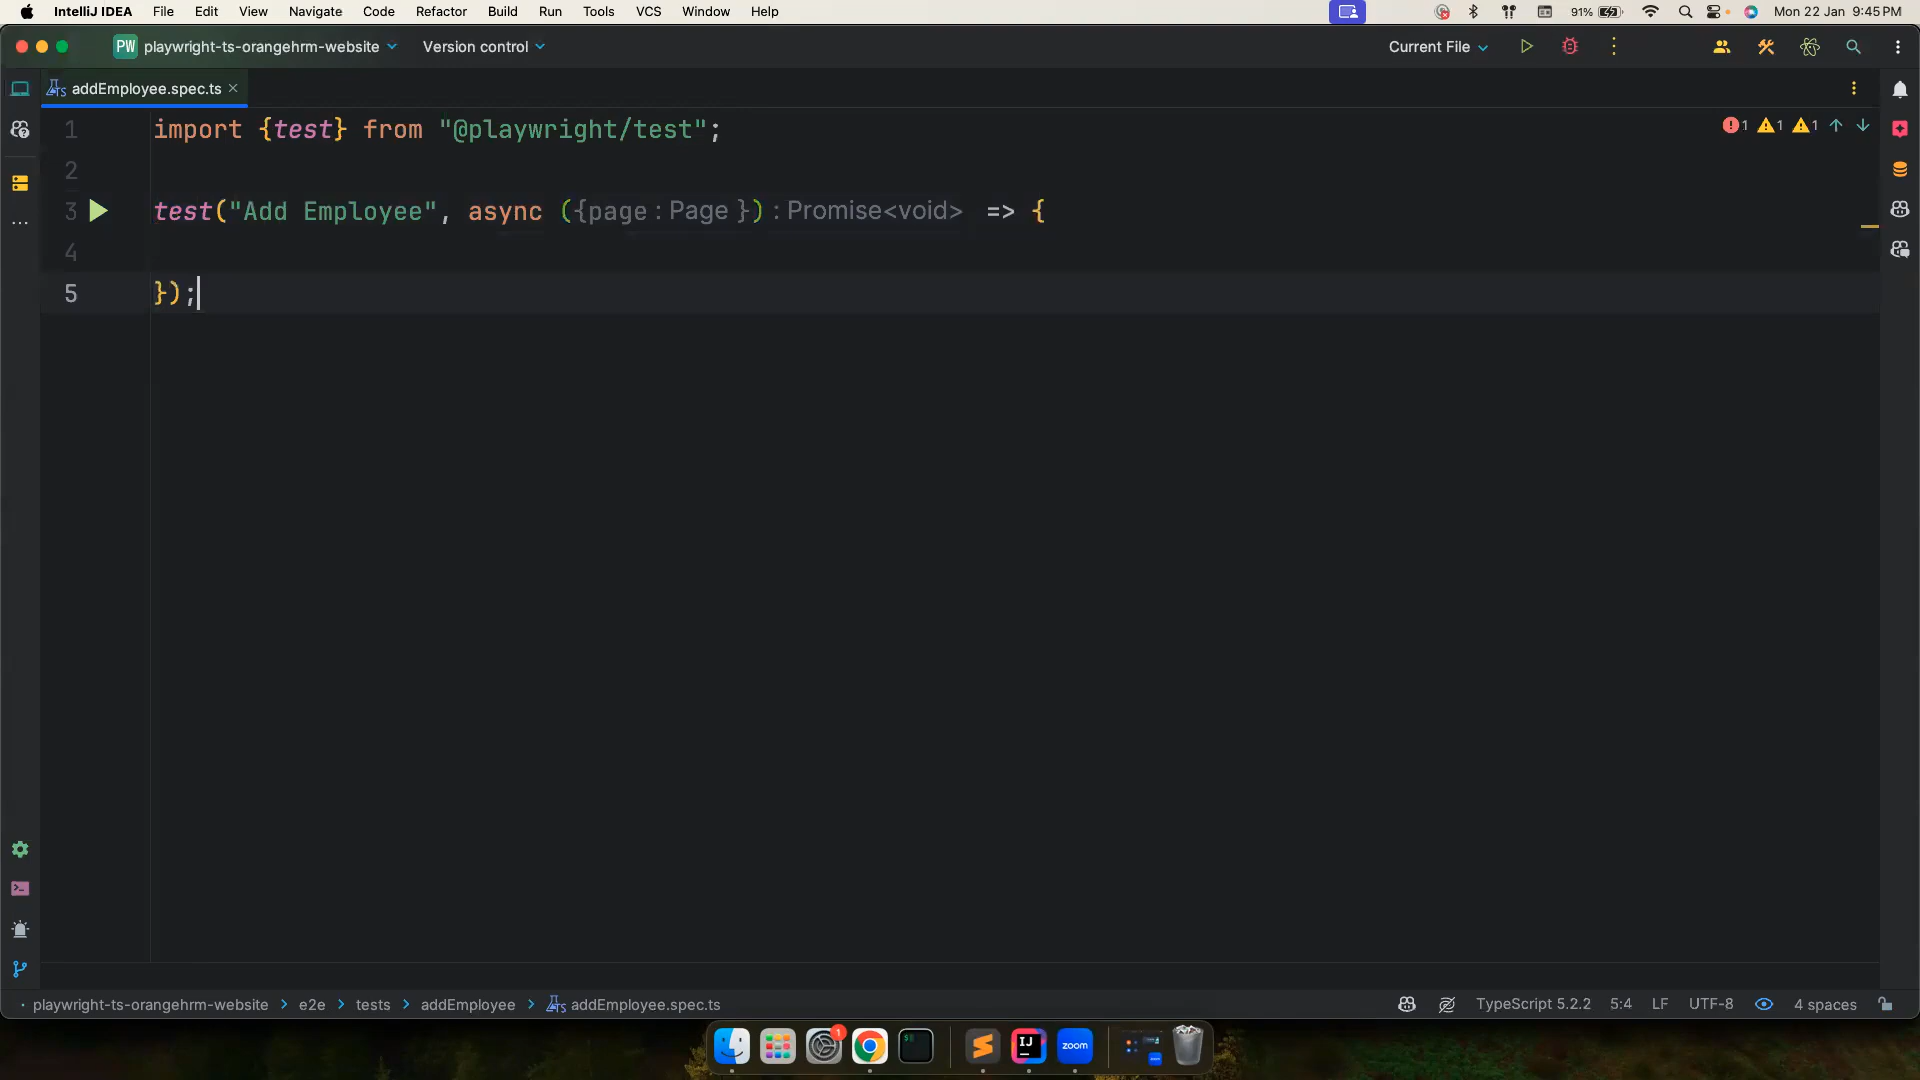 IntelliJ IDEA File Edit View Navigate Code Refactor Build Run Tools VCS Window Help 91% Mon 22 Jan 9:45 PM
PW playwright-ts-orangehrm-website Version control Current File
addEmployee.spec.ts
1 import {test} from "@playwright/test"; 1 1 1
2
3 test("Add Employee", async ({page: Page }): Promise<void> => {
4
5 });
playwright-ts-orangehrm-website > e2e > tests > addEmployee > addEmployee.spec.ts TypeScript 5.2.2 5:4 LF UTF-8 4 spaces
1
IJ zoom